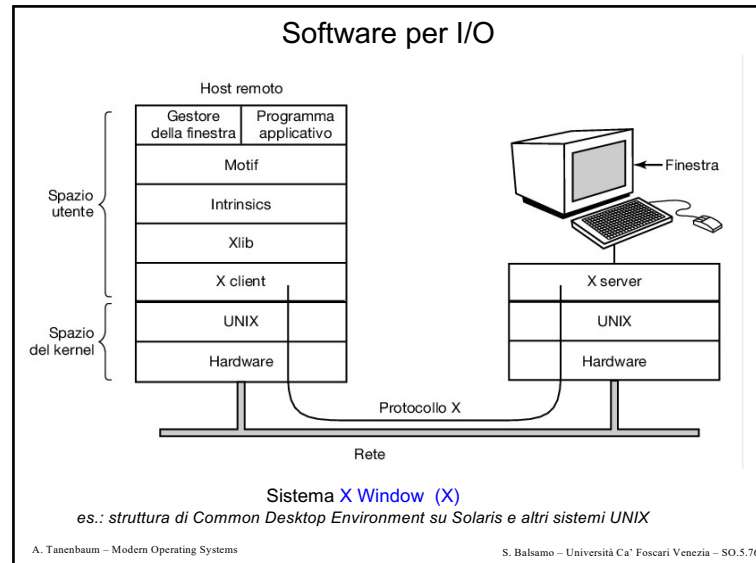 Software per I/O
Host remoto
Gestore della finestra
Programma applicativo
Motif
Intrinsics
Xlib
X client
UNIX
Hardware
Spazio utente
Spazio del kernel
Finestra
X server
UNIX
Hardware
Protocollo X
Rete
Sistema X Window (X)
es.: struttura di Common Desktop Environment su Solaris e altri sistemi UNIX
A. Tanenbaum – Modern Operating Systems
S. Balsamo – Università Ca' Foscari Venezia – SO.5.76